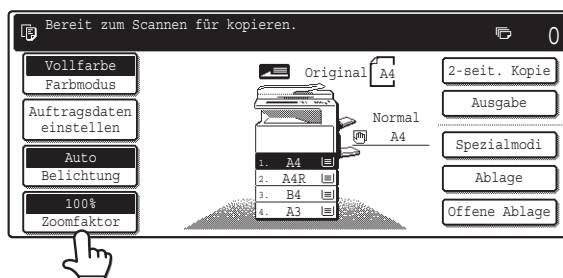 Bereit zum Scannen für kopieren.
0
Vollfarbe
Farbmodus
Auftragsdaten
einstellen
Auto
Belichtung
100%
Zoomfaktor
Original
A4
Normal
A4
1. A4
2. A4R
3. B4
4. A3
2-seit. Kopie
Ausgabe
Spezialmodi
Ablage
Offene Ablage